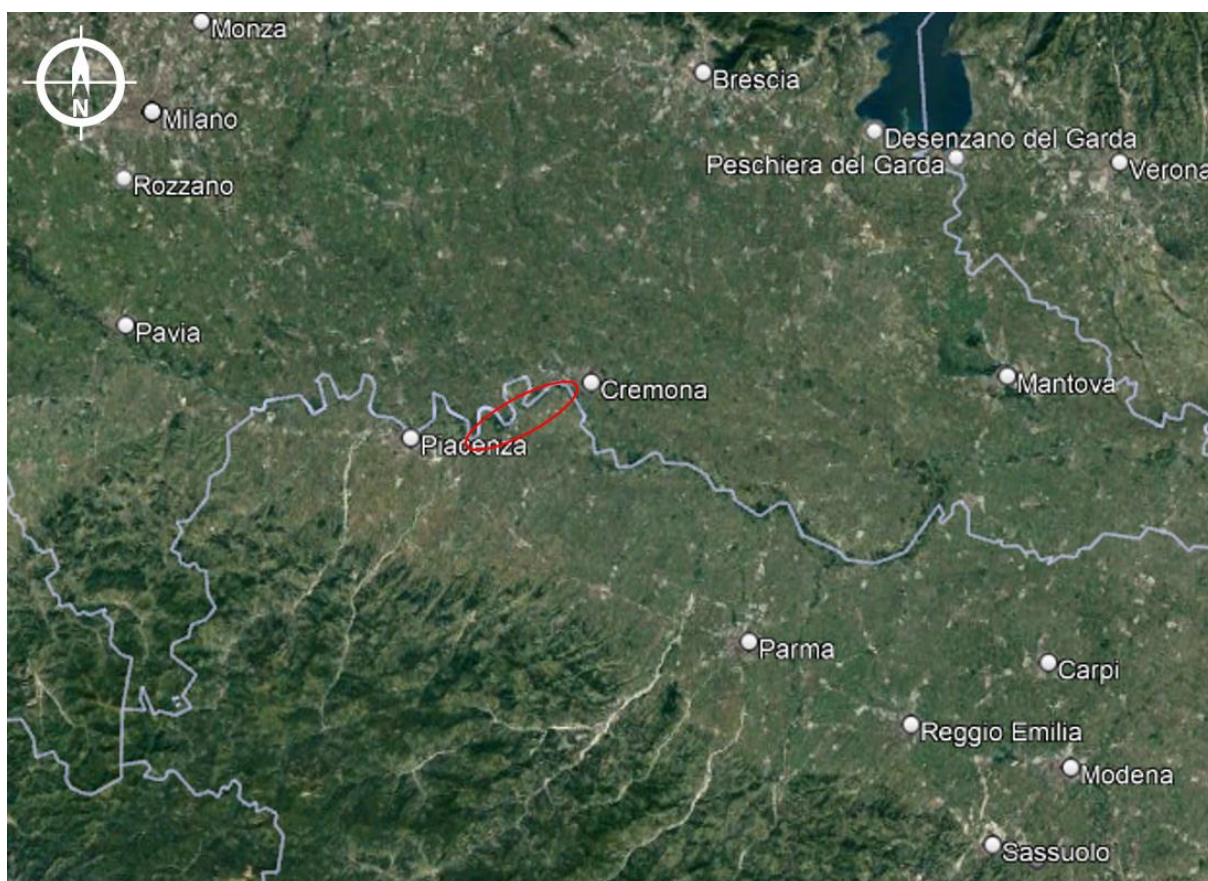 Monza
Brescia
N
Milano
Desenzano del Garda
Peschiera del Garda
Verona
Rozzano
Pavia
Mantova
Cremona
Piacenza
Parma
Carpi
Reggio Emilia
Modena
Sassuolo